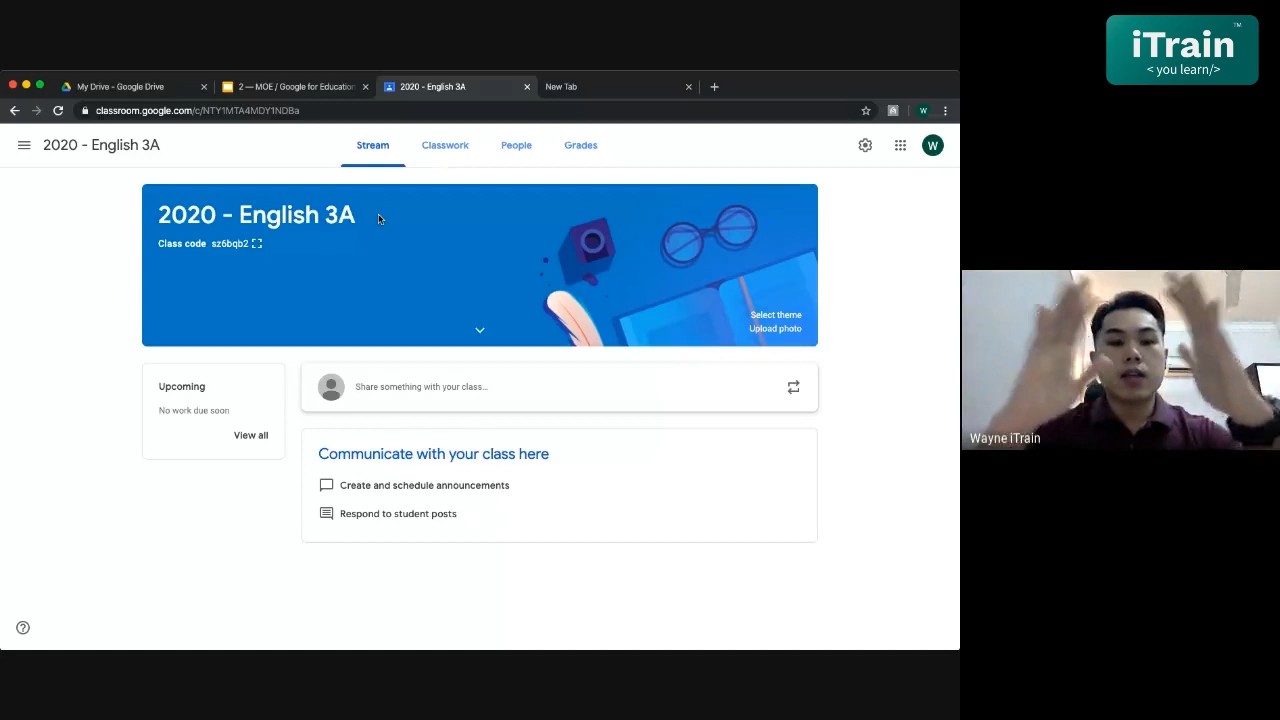 iTrain™
< you learn/>
My Drive - Google Drive
2 — MOE / Google for Education
2020 - English 3A
New Tab
classroom.google.com/c/NTY1MTA4MDY1NDBa
W
2020 - English 3A
Stream
Classwork
People
Grades
W
2020 - English 3A
Class code sz6bqb2
Select theme
Upload photo
Upcoming
No work due soon
View all
Share something with your class...
Communicate with your class here
Create and schedule announcements
Respond to student posts
Wayne iTrain